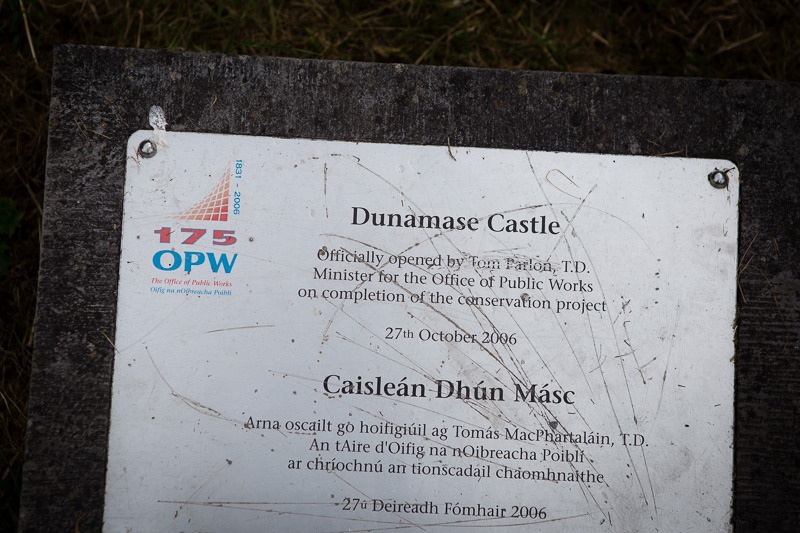 1831 - 2006
175
OPW
The Office of Public Works
Oifig na nOibreacha Poiblí
Dunamase Castle
Officially opened by Tom Parlon, T.D.
Minister for the Office of Public Works
on completion of the conservation project
27th October 2006
Caisleán Dhún Másc
Arna oscailt go hoifigiúil ag Tomás MacPhartaláin, T.D.
An tAire d'Oifig na nOibreacha Poiblí
ar chríochnú an tionscadail chaomhnaithe
27ú Deireadh Fómhair 2006